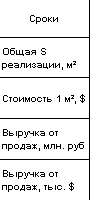 Сроки
Общая S
реализации, м²
Стоимость 1 м², $
Выручка от
продаж, млн. руб
Выручка от
продаж, тыс. $